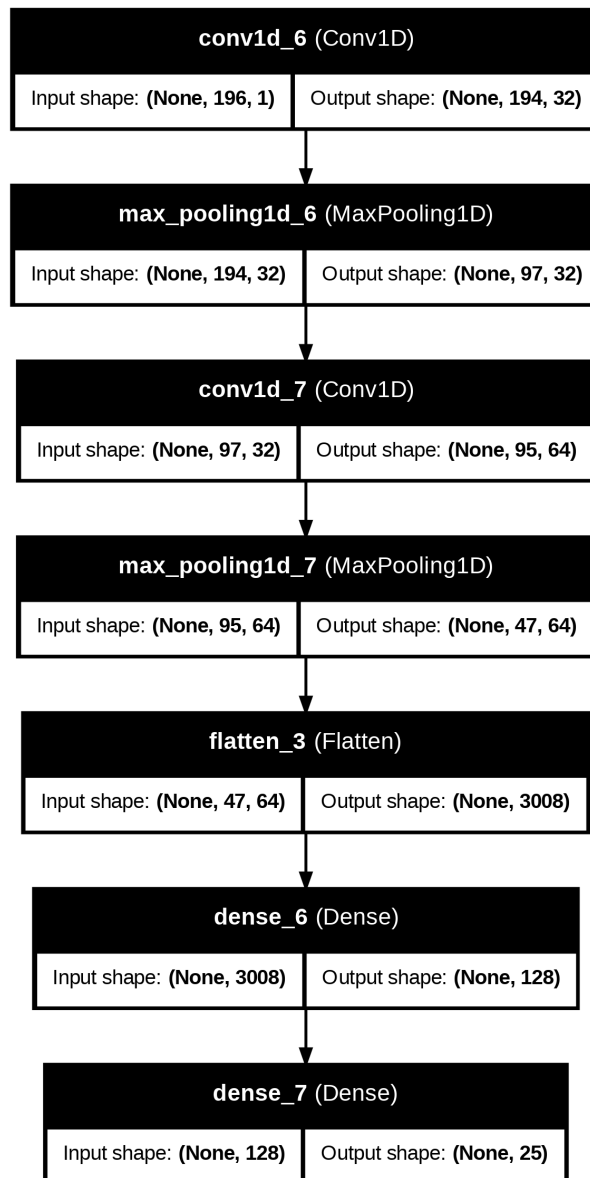 conv1d_6 (Conv1D)
Input shape: (None, 196, 1) Output shape: (None, 194, 32)
max_pooling1d_6 (MaxPooling1D)
Input shape: (None, 194, 32) Output shape: (None, 97, 32)
conv1d_7 (Conv1D)
Input shape: (None, 97, 32) Output shape: (None, 95, 64)
max_pooling1d_7 (MaxPooling1D)
Input shape: (None, 95, 64) Output shape: (None, 47, 64)
flatten_3 (Flatten)
Input shape: (None, 47, 64) Output shape: (None, 3008)
dense_6 (Dense)
Input shape: (None, 3008) Output shape: (None, 128)
dense_7 (Dense)
Input shape: (None, 128) Output shape: (None, 25)